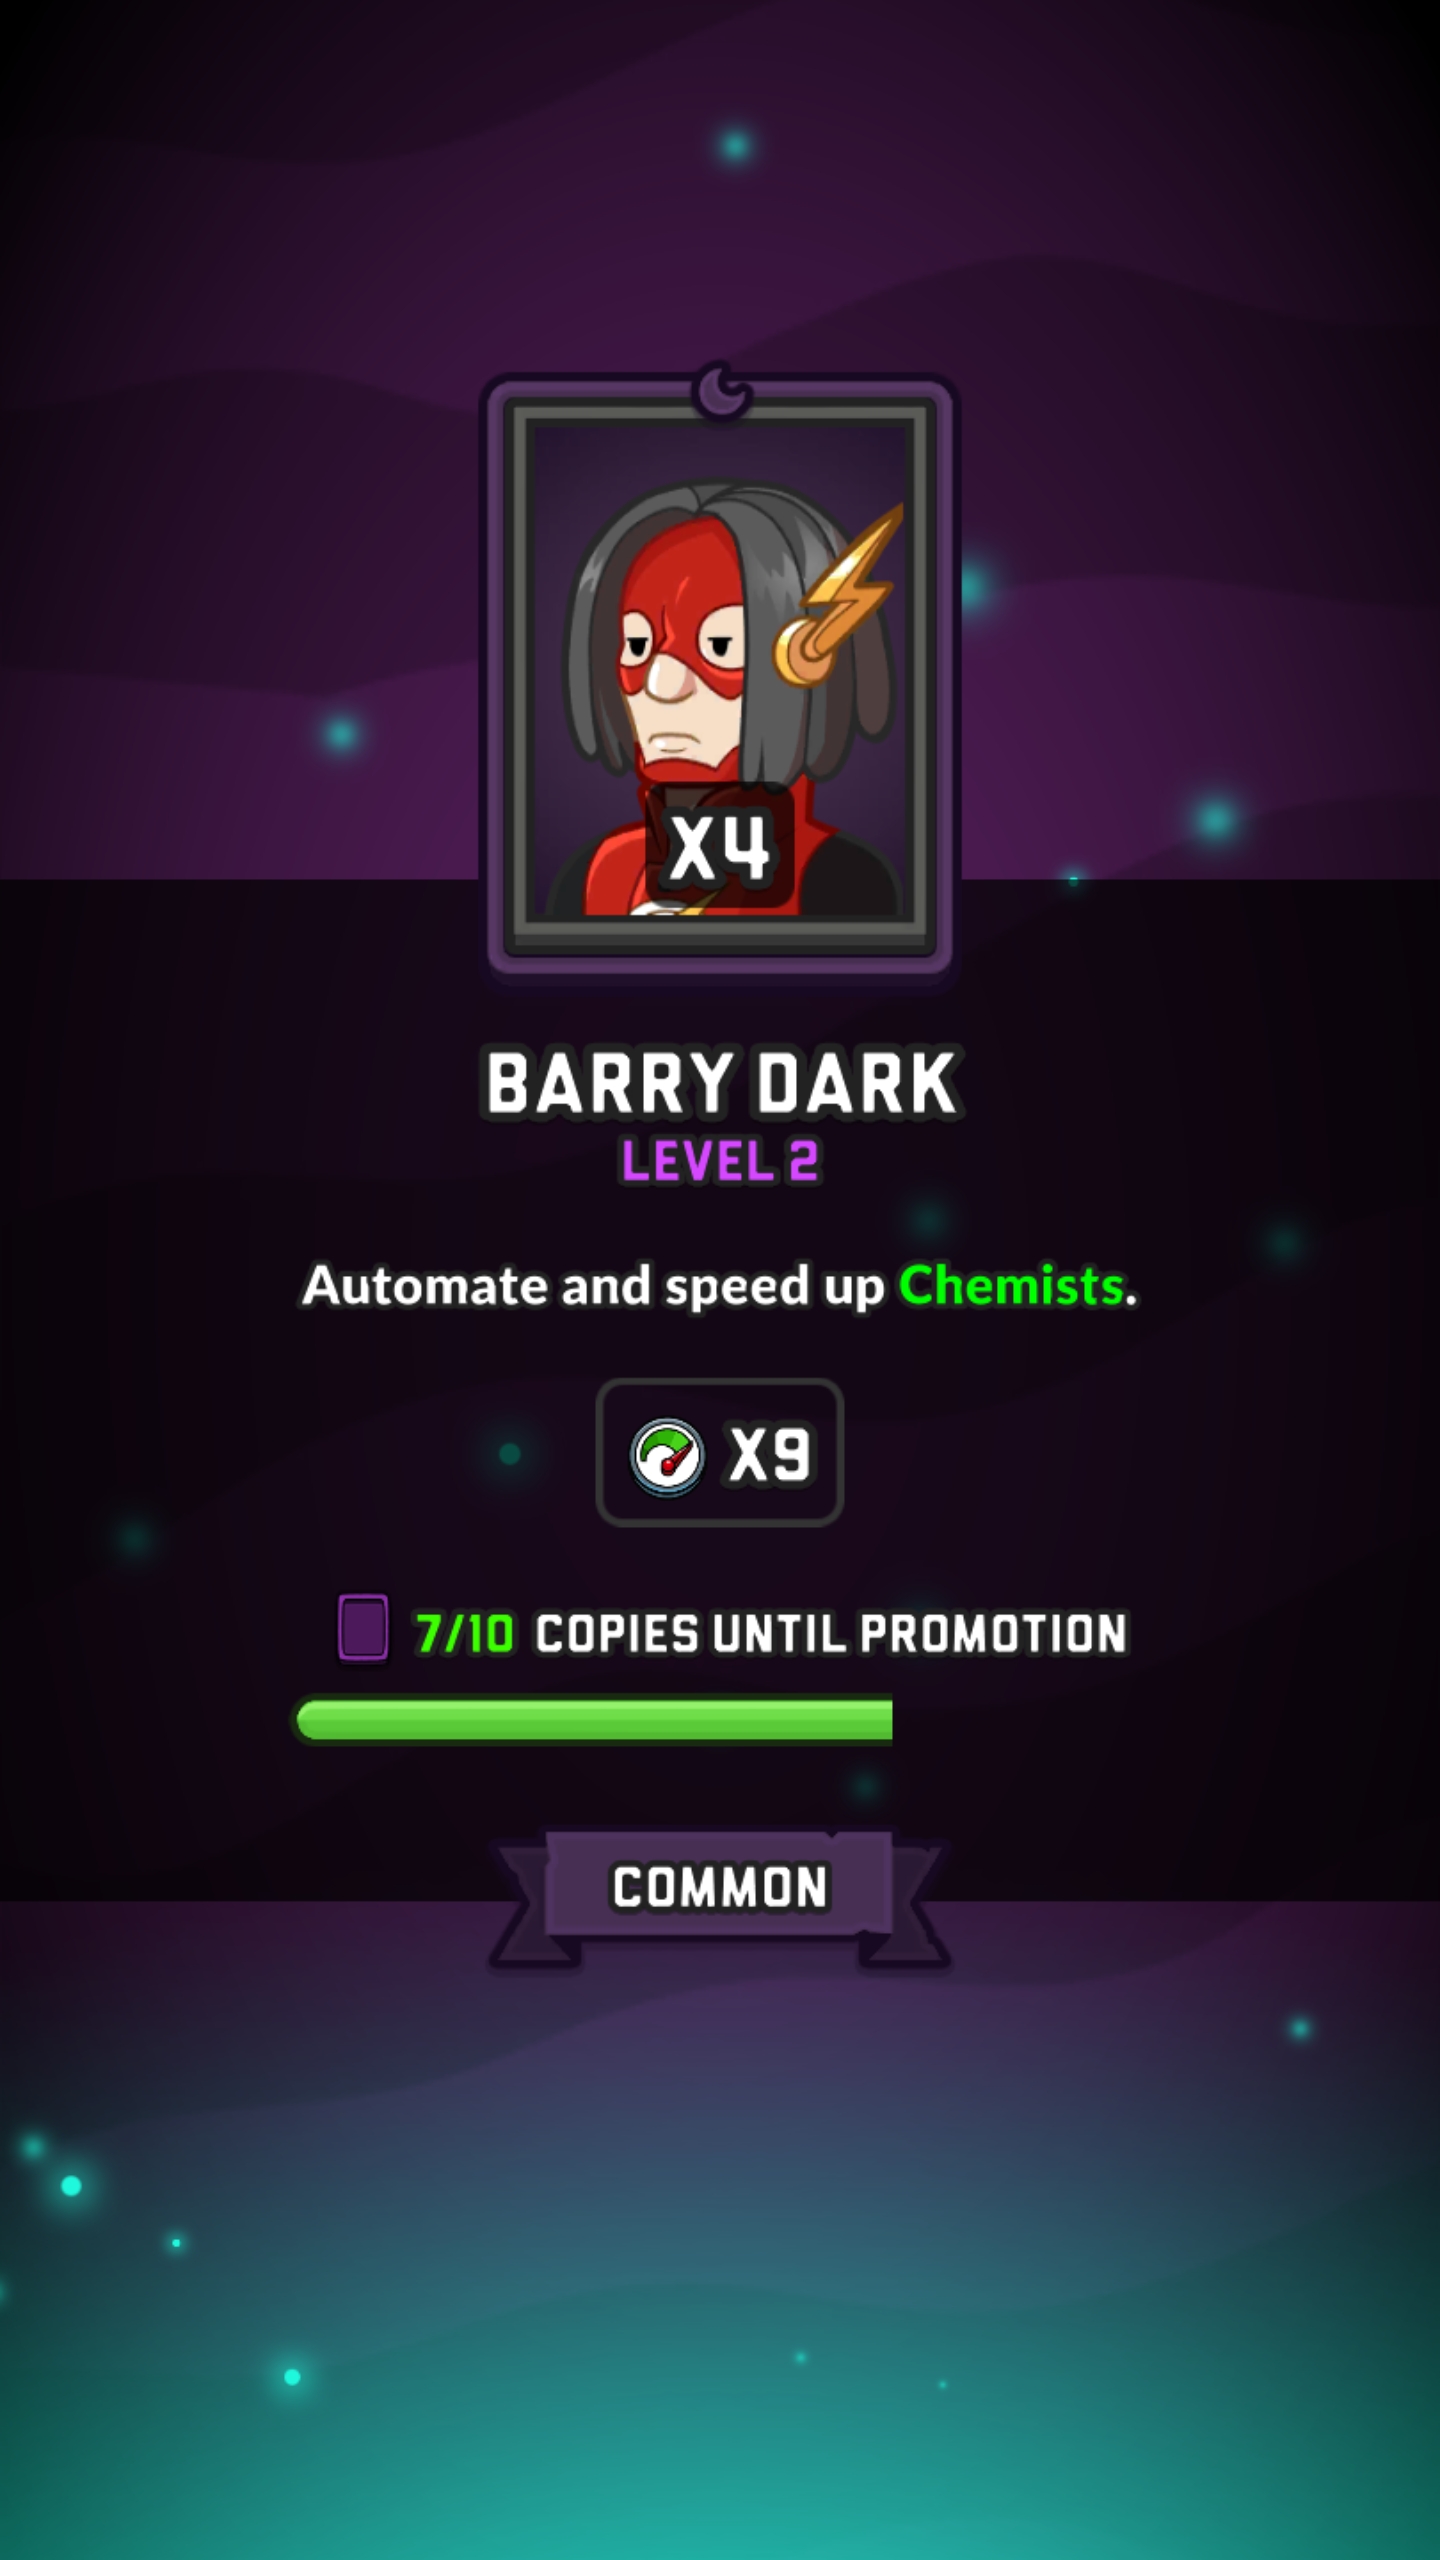 X4
BARRY DARK
LEVEL 2
Automate and speed up Chemists.
X9
7/10 COPIES UNTIL PROMOTION
COMMON